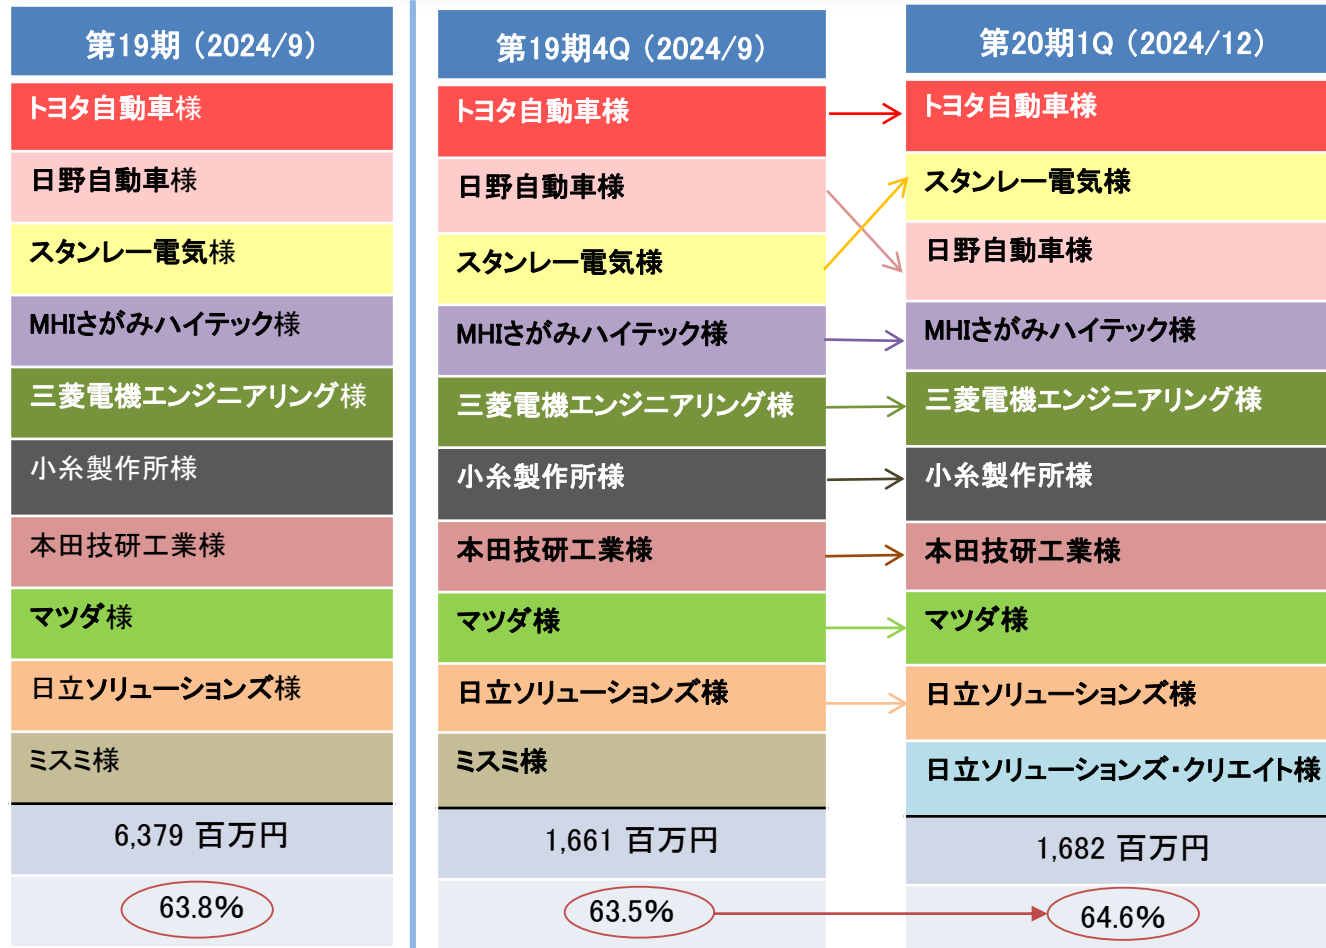 第19期（2024/9）
トヨタ自動車様
日野自動車様
スタンレー電気様
MHIさがみハイテック様
三菱電機エンジニアリング様
小糸製作所様
本田技研工業様
マツダ様
日立ソリューションズ様
ミスミ様
6,379 百万円
63.8%
第19期4Q（2024/9）
トヨタ自動車様
日野自動車様
スタンレー電気様
MHIさがみハイテック様
三菱電機エンジニアリング様
小糸製作所様
本田技研工業様
マツダ様
日立ソリューションズ様
ミスミ様
1,661 百万円
63.5%
第20期1Q（2024/12）
トヨタ自動車様
スタンレー電気様
日野自動車様
MHIさがみハイテック様
三菱電機エンジニアリング様
小糸製作所様
本田技研工業様
マツダ様
日立ソリューションズ様
日立ソリューションズ・クリエイト様
1,682 百万円
64.6%